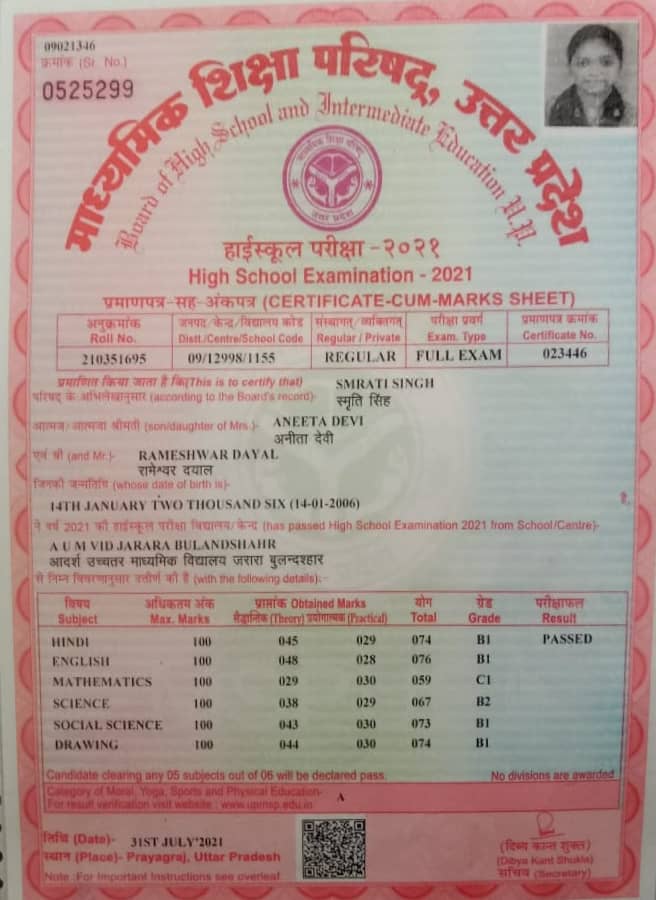 09021346
क्रमांक (Sr. No.)
0525299
माध्यमिक शिक्षा परिषद्, उत्तर प्रदेश
Board of High School and Intermediate Education U.P.
माध्यमिक शिक्षा परिषद्
उत्तर प्रदेश
हाईस्कूल परीक्षा -२०२१
High School Examination - 2021
प्रमाणपत्र-सह-अंकपत्र (CERTIFICATE-CUM-MARKS SHEET)
अनुक्रमांक जनपद/केन्द्र/विद्यालय कोड संस्थागत/व्यक्तिगत परीक्षा प्रवर्ग प्रमाणपत्र क्रमांक
Roll No. Distt./Centre/School Code Regular / Private Exam. Type Certificate No.
210351695 09/12998/1155 REGULAR FULL EXAM 023446
प्रमाणित किया जाता है कि(This is to certify that) SMRATI SINGH
परिषद के अभिलेखानुसार (according to the Board's record)- स्मृति सिंह
आत्मज/आत्मजा श्रीमती (son/daughter of Mrs.)- ANEETA DEVI
अनीता देवी
एवं श्री (and Mr.)- RAMESHWAR DAYAL
रामेश्वर दयाल
जिनकी जन्मतिथि (whose date of birth is)-
14TH JANUARY TWO THOUSAND SIX (14-01-2006) है,
ने वर्ष 2021 की हाईस्कूल परीक्षा विद्यालय/केन्द्र (has passed High School Examination 2021 from School/Centre)-
A U M VID JARARA BULANDSHAHR
आदर्श उच्चतर माध्यमिक विद्यालय जरारा बुलन्दश्हार
से निम्न विवरणानुसार उत्तीर्ण की है (with the following details):-
विषय अधिकतम अंक प्राप्तांक Obtained Marks योग ग्रेड परीक्षाफल
Subject Max. Marks सैद्धान्तिक (Theory) प्रयोगात्मक (Practical) Total Grade Result
HINDI 100 045 029 074 B1 PASSED
ENGLISH 100 048 028 076 B1
MATHEMATICS 100 029 030 059 C1
SCIENCE 100 038 029 067 B2
SOCIAL SCIENCE 100 043 030 073 B1
DRAWING 100 044 030 074 B1
Candidate clearing any 05 subjects out of 06 will be declared pass. No divisions are awarded
Category of Moral, Yoga, Sports and Physical Education- A
For result verification visit website : www.upmsp.edu.in
तिथि (Date)- 31ST JULY'2021
स्थान (Place)- Prayagraj, Uttar Pradesh
Note :For Important Instructions see overleaf
(दिब्य कान्त शुक्ल)
(Dibya Kant Shukla)
सचिव (Secretary)